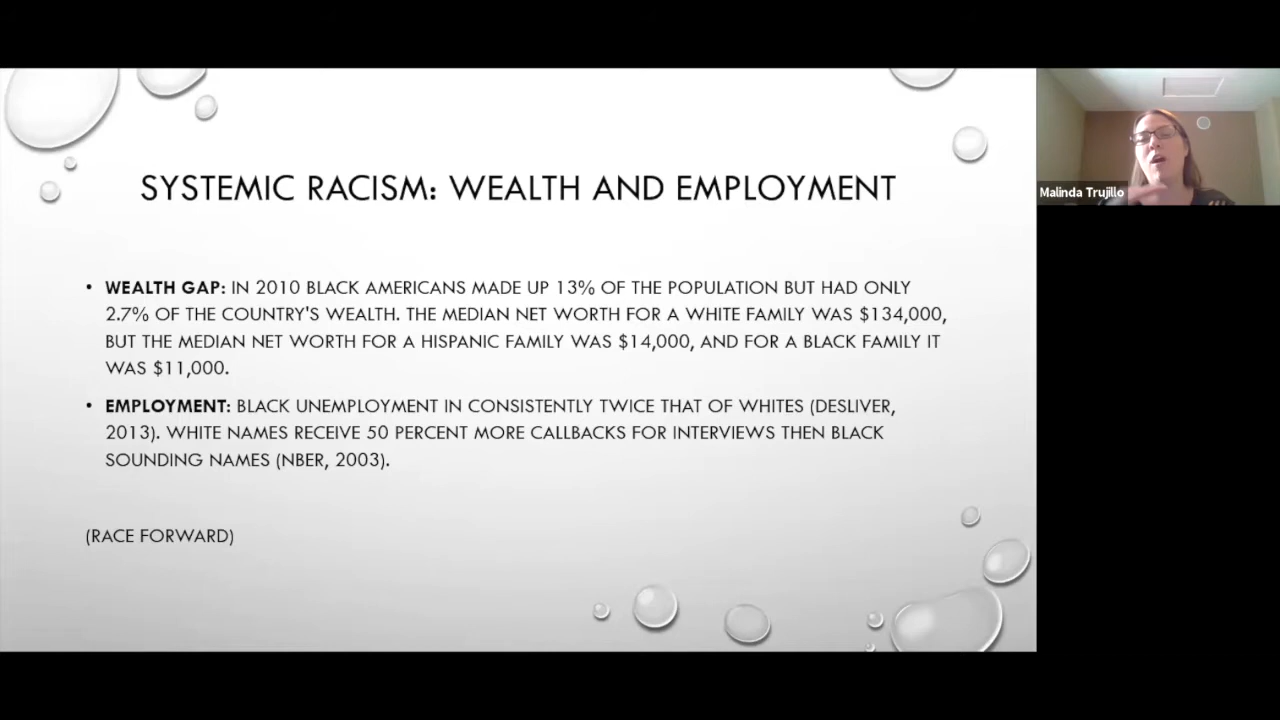 SYSTEMIC RACISM: WEALTH AND EMPLOYMENT
• WEALTH GAP: IN 2010 BLACK AMERICANS MADE UP 13% OF THE POPULATION BUT HAD ONLY
2.7% OF THE COUNTRY'S WEALTH. THE MEDIAN NET WORTH FOR A WHITE FAMILY WAS $134,000,
BUT THE MEDIAN NET WORTH FOR A HISPANIC FAMILY WAS $14,000, AND FOR A BLACK FAMILY IT
WAS $11,000.
• EMPLOYMENT: BLACK UNEMPLOYMENT IN CONSISTENTLY TWICE THAT OF WHITES (DESLIVER,
2013). WHITE NAMES RECEIVE 50 PERCENT MORE CALLBACKS FOR INTERVIEWS THEN BLACK
SOUNDING NAMES (NBER, 2003).
(RACE FORWARD)
Malinda Trujillo